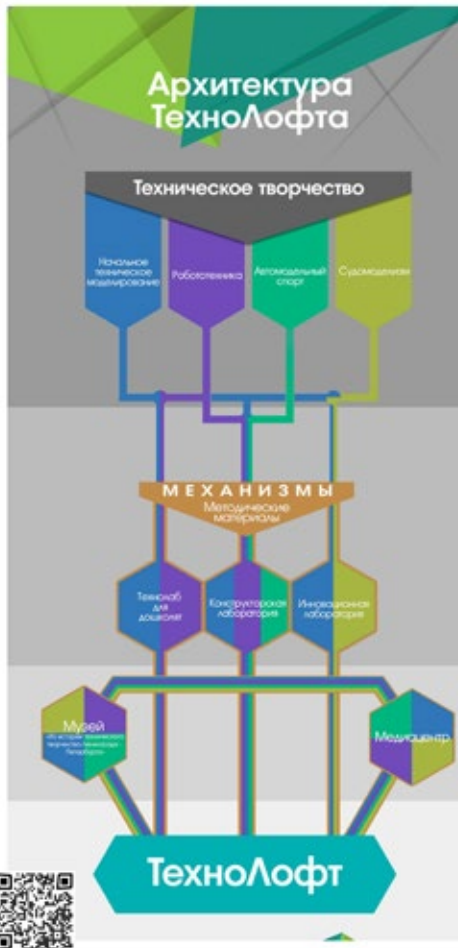 Архитектура
ТехноЛофта
Техническое творчество
Начальное
техническое
моделирование
Робототехника
Автомодельный
спорт
Судомоделизм
МЕХАНИЗМЫ
Методические
материалы
Технолаб
для
дошколят
Конструкторская
лаборатория
Инновационная
лаборатория
Музей
Медиацентр
ТехноЛофт